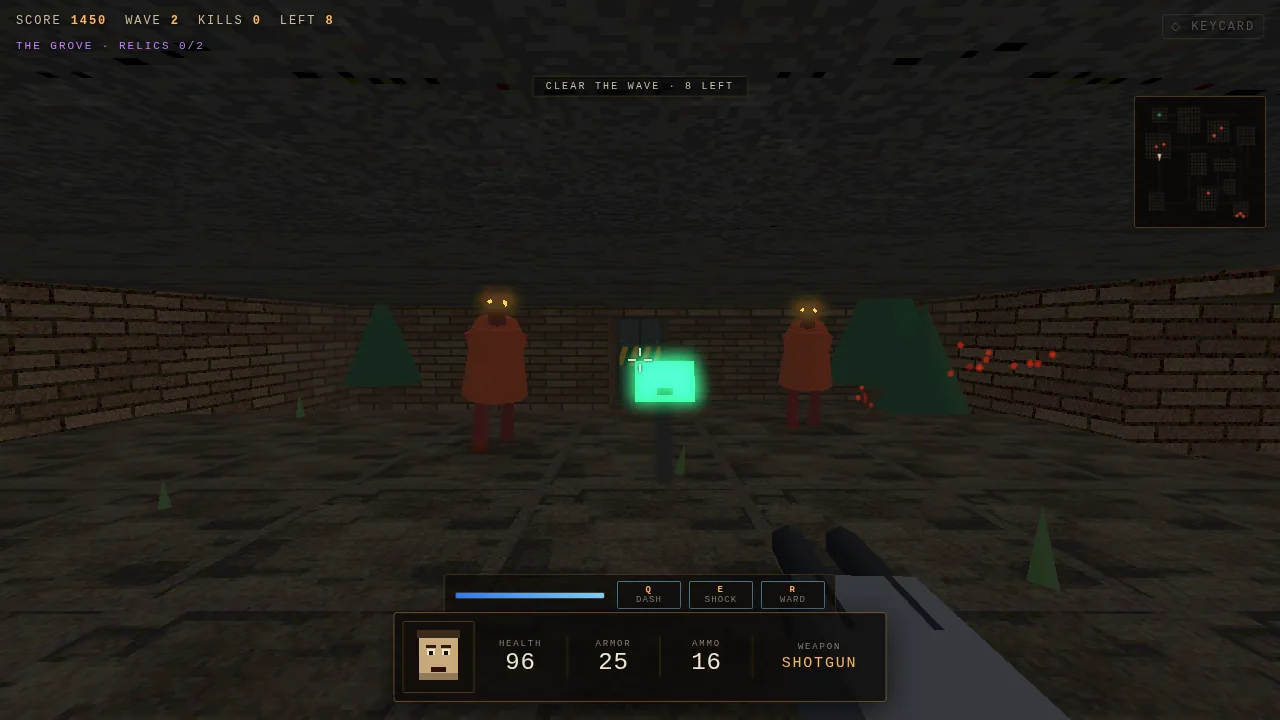 SCORE 1450 WAVE 2 KILLS 0 LEFT 8
◇ KEYCARD
THE GROVE · RELICS 0/2
CLEAR THE WAVE · 8 LEFT
Q DASH
E SHOCK
R WARD
HEALTH 96
ARMOR 25
AMMO 16
WEAPON SHOTGUN